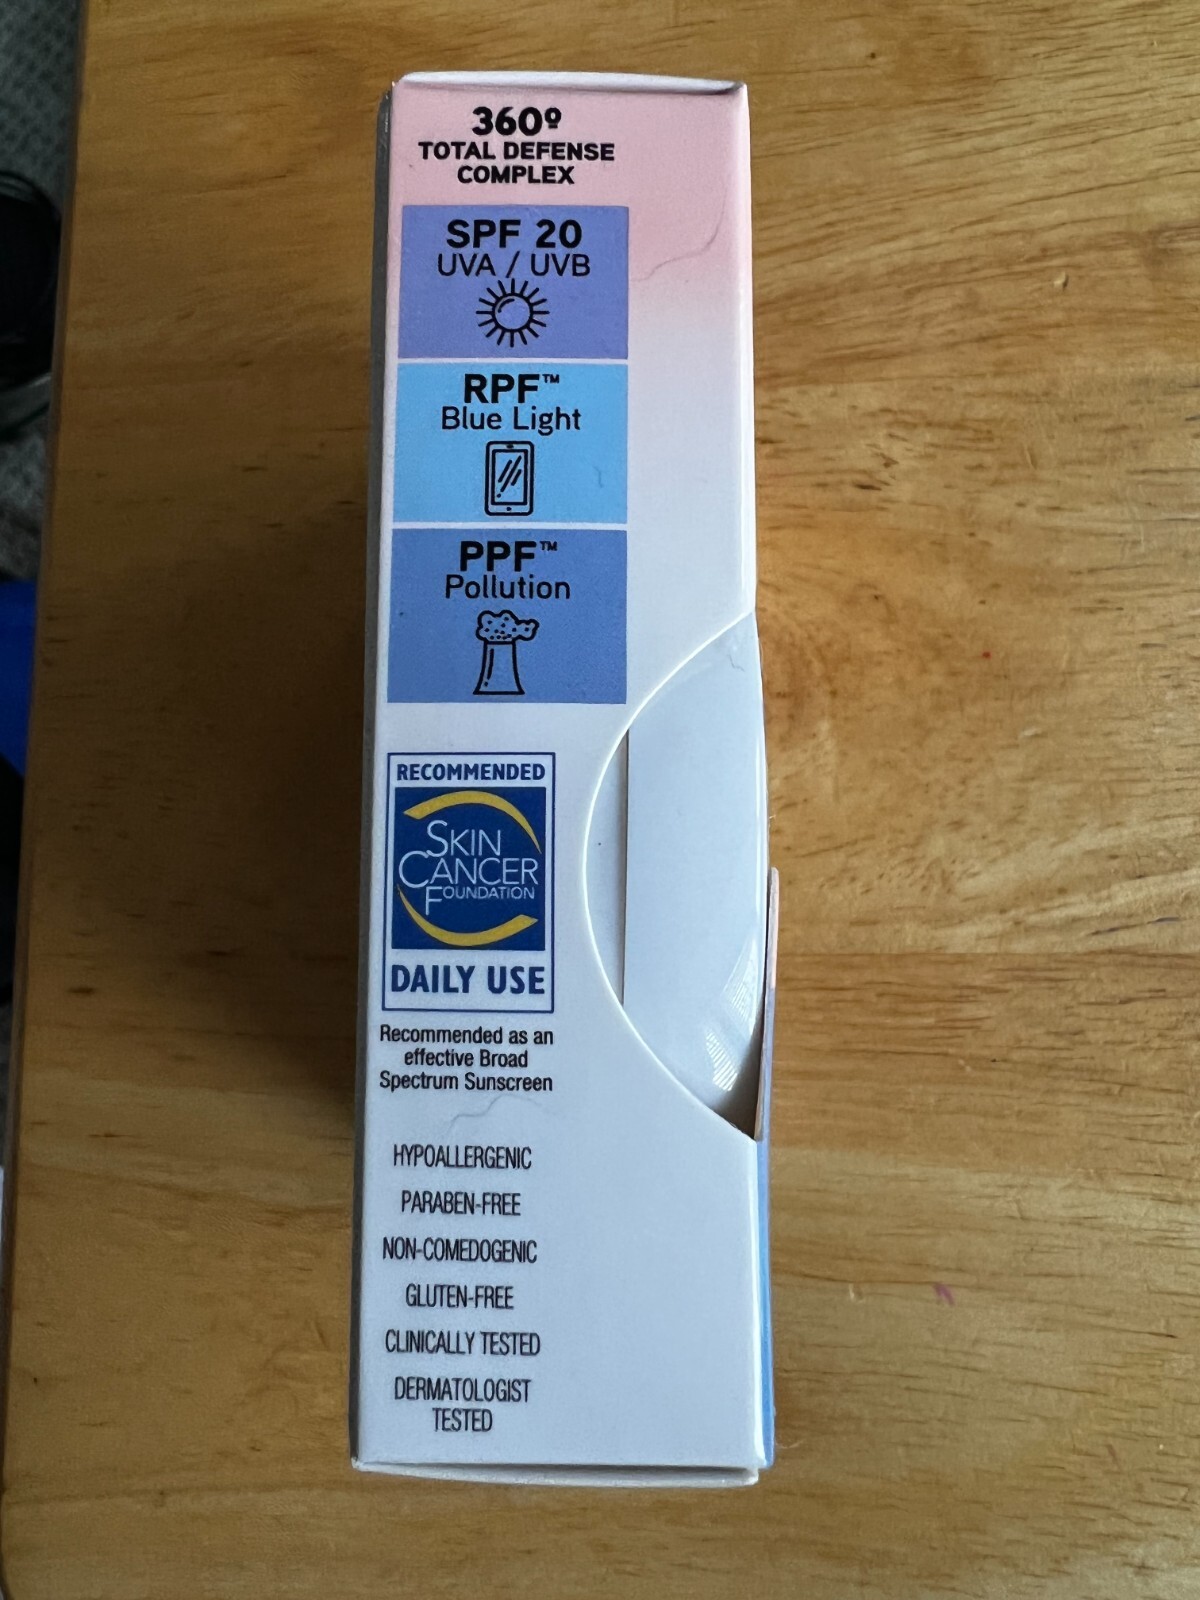 360º
TOTAL DEFENSE
COMPLEX
SPF 20
UVA / UVB
RPF™
Blue Light
PPF™
Pollution
RECOMMENDED
SKIN
CANCER
FOUNDATION
DAILY USE
Recommended as an
effective Broad
Spectrum Sunscreen
HYPOALLERGENIC
PARABEN-FREE
NON-COMEDOGENIC
GLUTEN-FREE
CLINICALLY TESTED
DERMATOLOGIST
TESTED